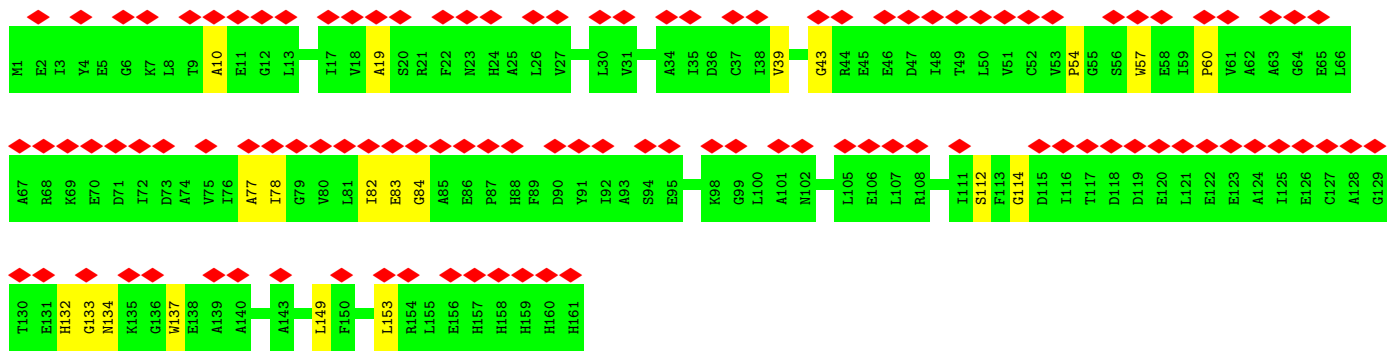 M1 E2 I3 Y4 E5 G6 K7 L8 T9 A10 E11 G12 L13 I17 V18 A19 S20 R21 F22 N23 H24 A25 L26 V27 L30 V31 A34 I35 D36 C37 I38 V39 G43 R44 E45 E46 D47 I48 T49 L50 V51 C52 V53 P54 G55 S56 W57 E58 I59 P60 V61 A62 A63 G64 E65 L66
A67 R68 K69 E70 D71 I72 D73 A74 V75 I76 A77 I78 G79 V80 L81 I82 E83 G84 A85 E86 P87 H88 F89 D90 Y91 I92 A93 S94 E95 K98 G99 L100 A101 N102 L105 E106 L107 R108 I111 S112 F113 G114 D115 I116 T117 D118 D119 E120 L121 E122 E123 A124 I125 E126 C127 A128 G129
T130 E131 H132 G133 N134 K135 G136 W137 E138 A139 A140 A143 L149 F150 L153 R154 L155 E156 H157 H158 H159 H160 H161